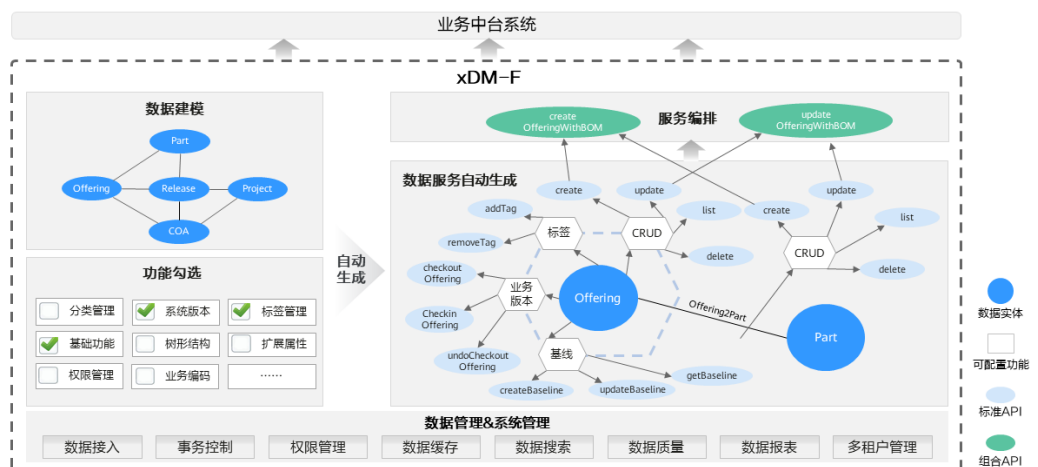 业务中台系统
xDM-F
数据建模
Part
Offering
Release
Project
COA
功能勾选
分类管理
系统版本
标签管理
基础功能
树形结构
扩展属性
权限管理
业务编码
······
自动
生成
服务编排
create
OfferingWithBOM
update
OfferingWithBOM
数据服务自动生成
create
update
addTag
list
create
update
list
removeTag
标签
CRUD
delete
CRUD
delete
checkout
Offering
业务
版本
Offering
Checkin
Offering
Offering2Part
Part
undoCheckout
Offering
基线
getBaseline
createBaseline
updateBaseline
数据管理&系统管理
数据接入
事务控制
权限管理
数据缓存
数据搜索
数据质量
数据报表
多租户管理
数据实体
可配置功能
标准API
组合API